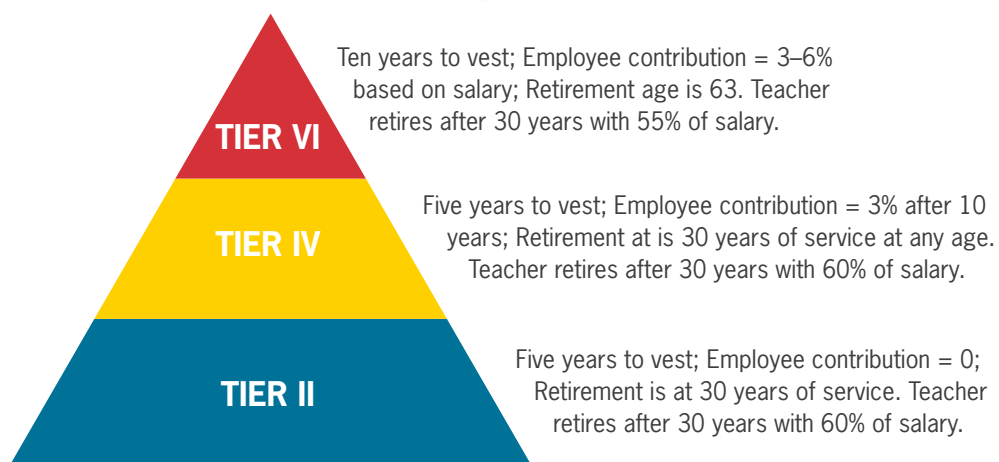 Ten years to vest; Employee contribution = 3–6%
based on salary; Retirement age is 63. Teacher
retires after 30 years with 55% of salary.
TIER VI
Five years to vest; Employee contribution = 3% after 10
years; Retirement at is 30 years of service at any age.
Teacher retires after 30 years with 60% of salary.
TIER IV
Five years to vest; Employee contribution = 0;
Retirement is at 30 years of service. Teacher
retires after 30 years with 60% of salary.
TIER II